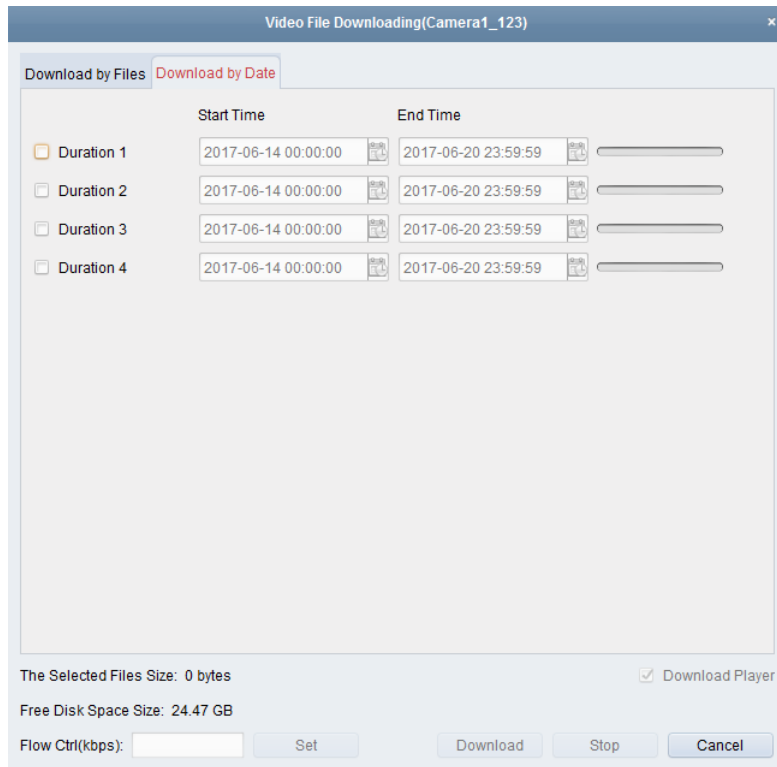 Video File Downloading(Camera1_123)
Download by Files Download by Date
Start Time End Time
Duration 1 2017-06-14 00:00:00 2017-06-20 23:59:59
Duration 2 2017-06-14 00:00:00 2017-06-20 23:59:59
Duration 3 2017-06-14 00:00:00 2017-06-20 23:59:59
Duration 4 2017-06-14 00:00:00 2017-06-20 23:59:59
The Selected Files Size: 0 bytes Download Player
Free Disk Space Size: 24.47 GB
Flow Ctrl(kbps): Set Download Stop Cancel